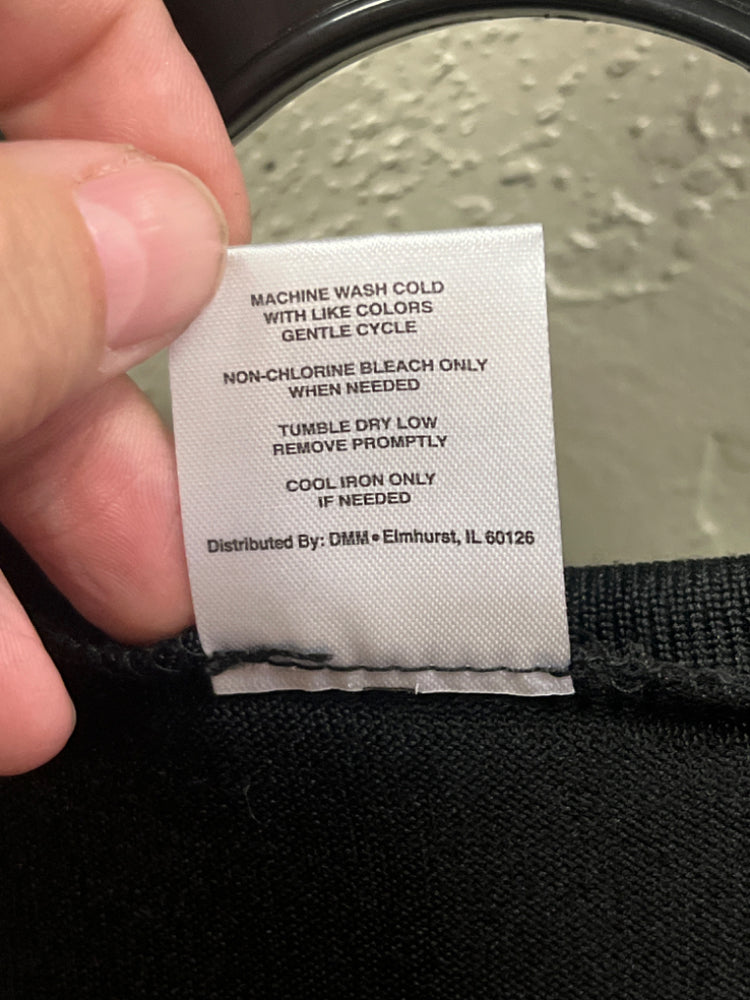 MACHINE WASH COLD
WITH LIKE COLORS
GENTLE CYCLE
NON-CHLORINE BLEACH ONLY
WHEN NEEDED
TUMBLE DRY LOW
REMOVE PROMPTLY
COOL IRON ONLY
IF NEEDED
Distributed By: DMM • Elmhurst, IL 60126